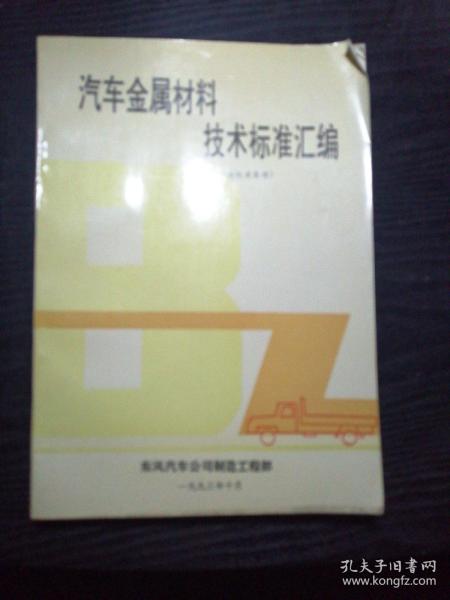 汽车金属材料
技术标准汇编
BZ
东风汽车公司制造工程部
一九九三年十月
孔夫子旧书网
www.kongfz.com